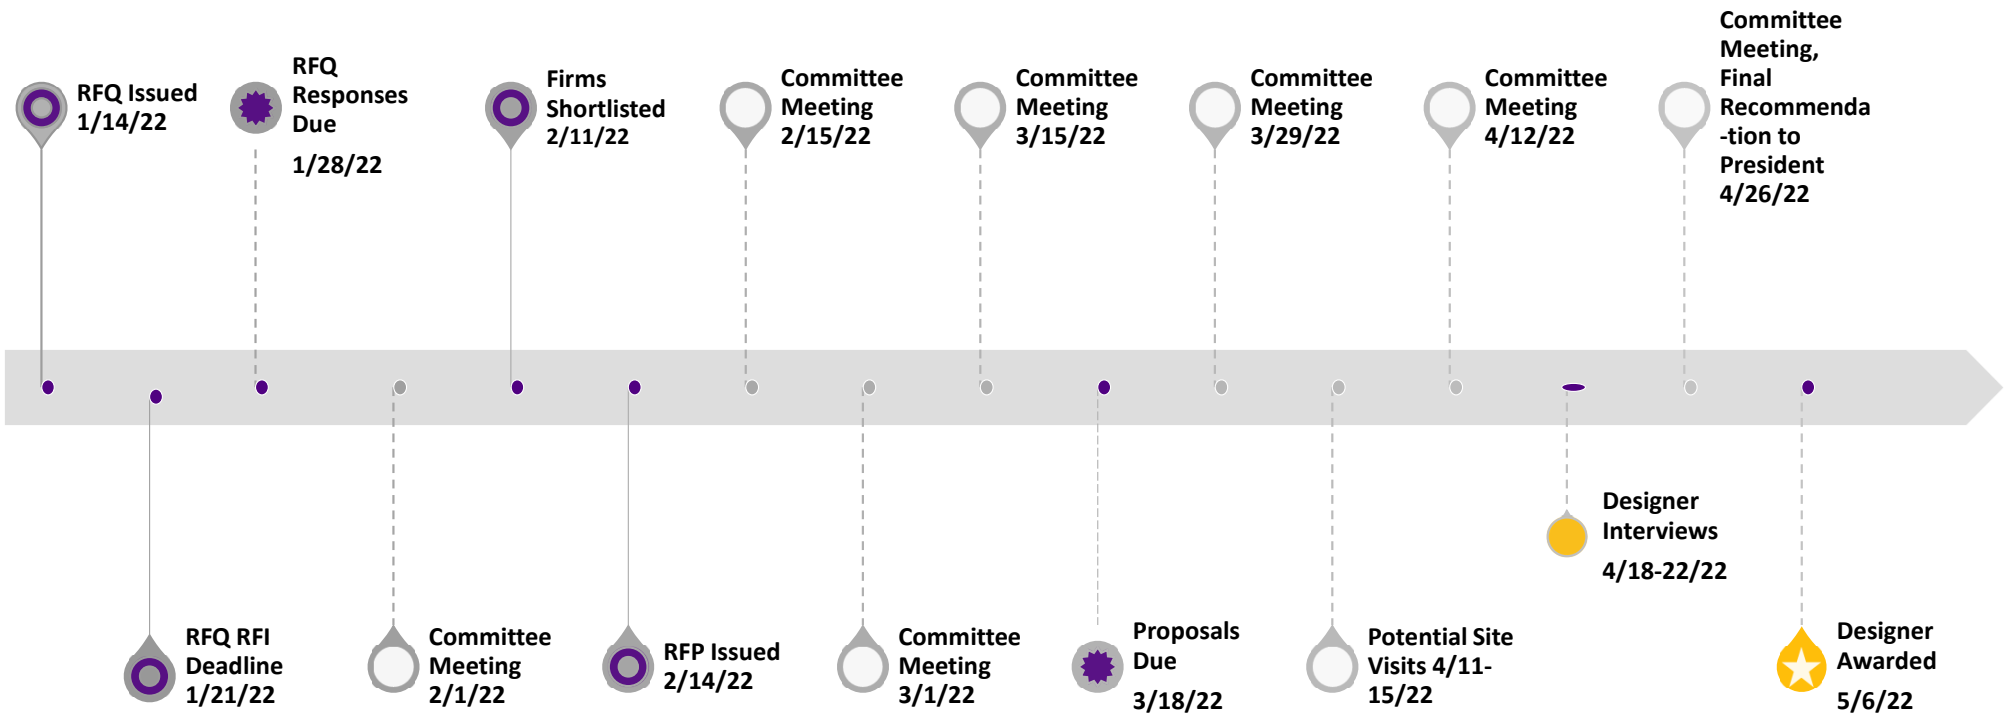 RFQ Issued
1/14/22
RFQ
Responses
Due
1/28/22
Firms
Shortlisted
2/11/22
Committee
Meeting
2/15/22
Committee
Meeting
3/15/22
Committee
Meeting
3/29/22
Committee
Meeting
4/12/22
Committee
Meeting,
Final
Recommenda
-tion to
President
4/26/22
RFQ RFI
Deadline
1/21/22
Committee
Meeting
2/1/22
RFP Issued
2/14/22
Committee
Meeting
3/1/22
Proposals
Due
3/18/22
Potential Site
Visits 4/11-
15/22
Designer
Interviews
4/18-22/22
Designer
Awarded
5/6/22